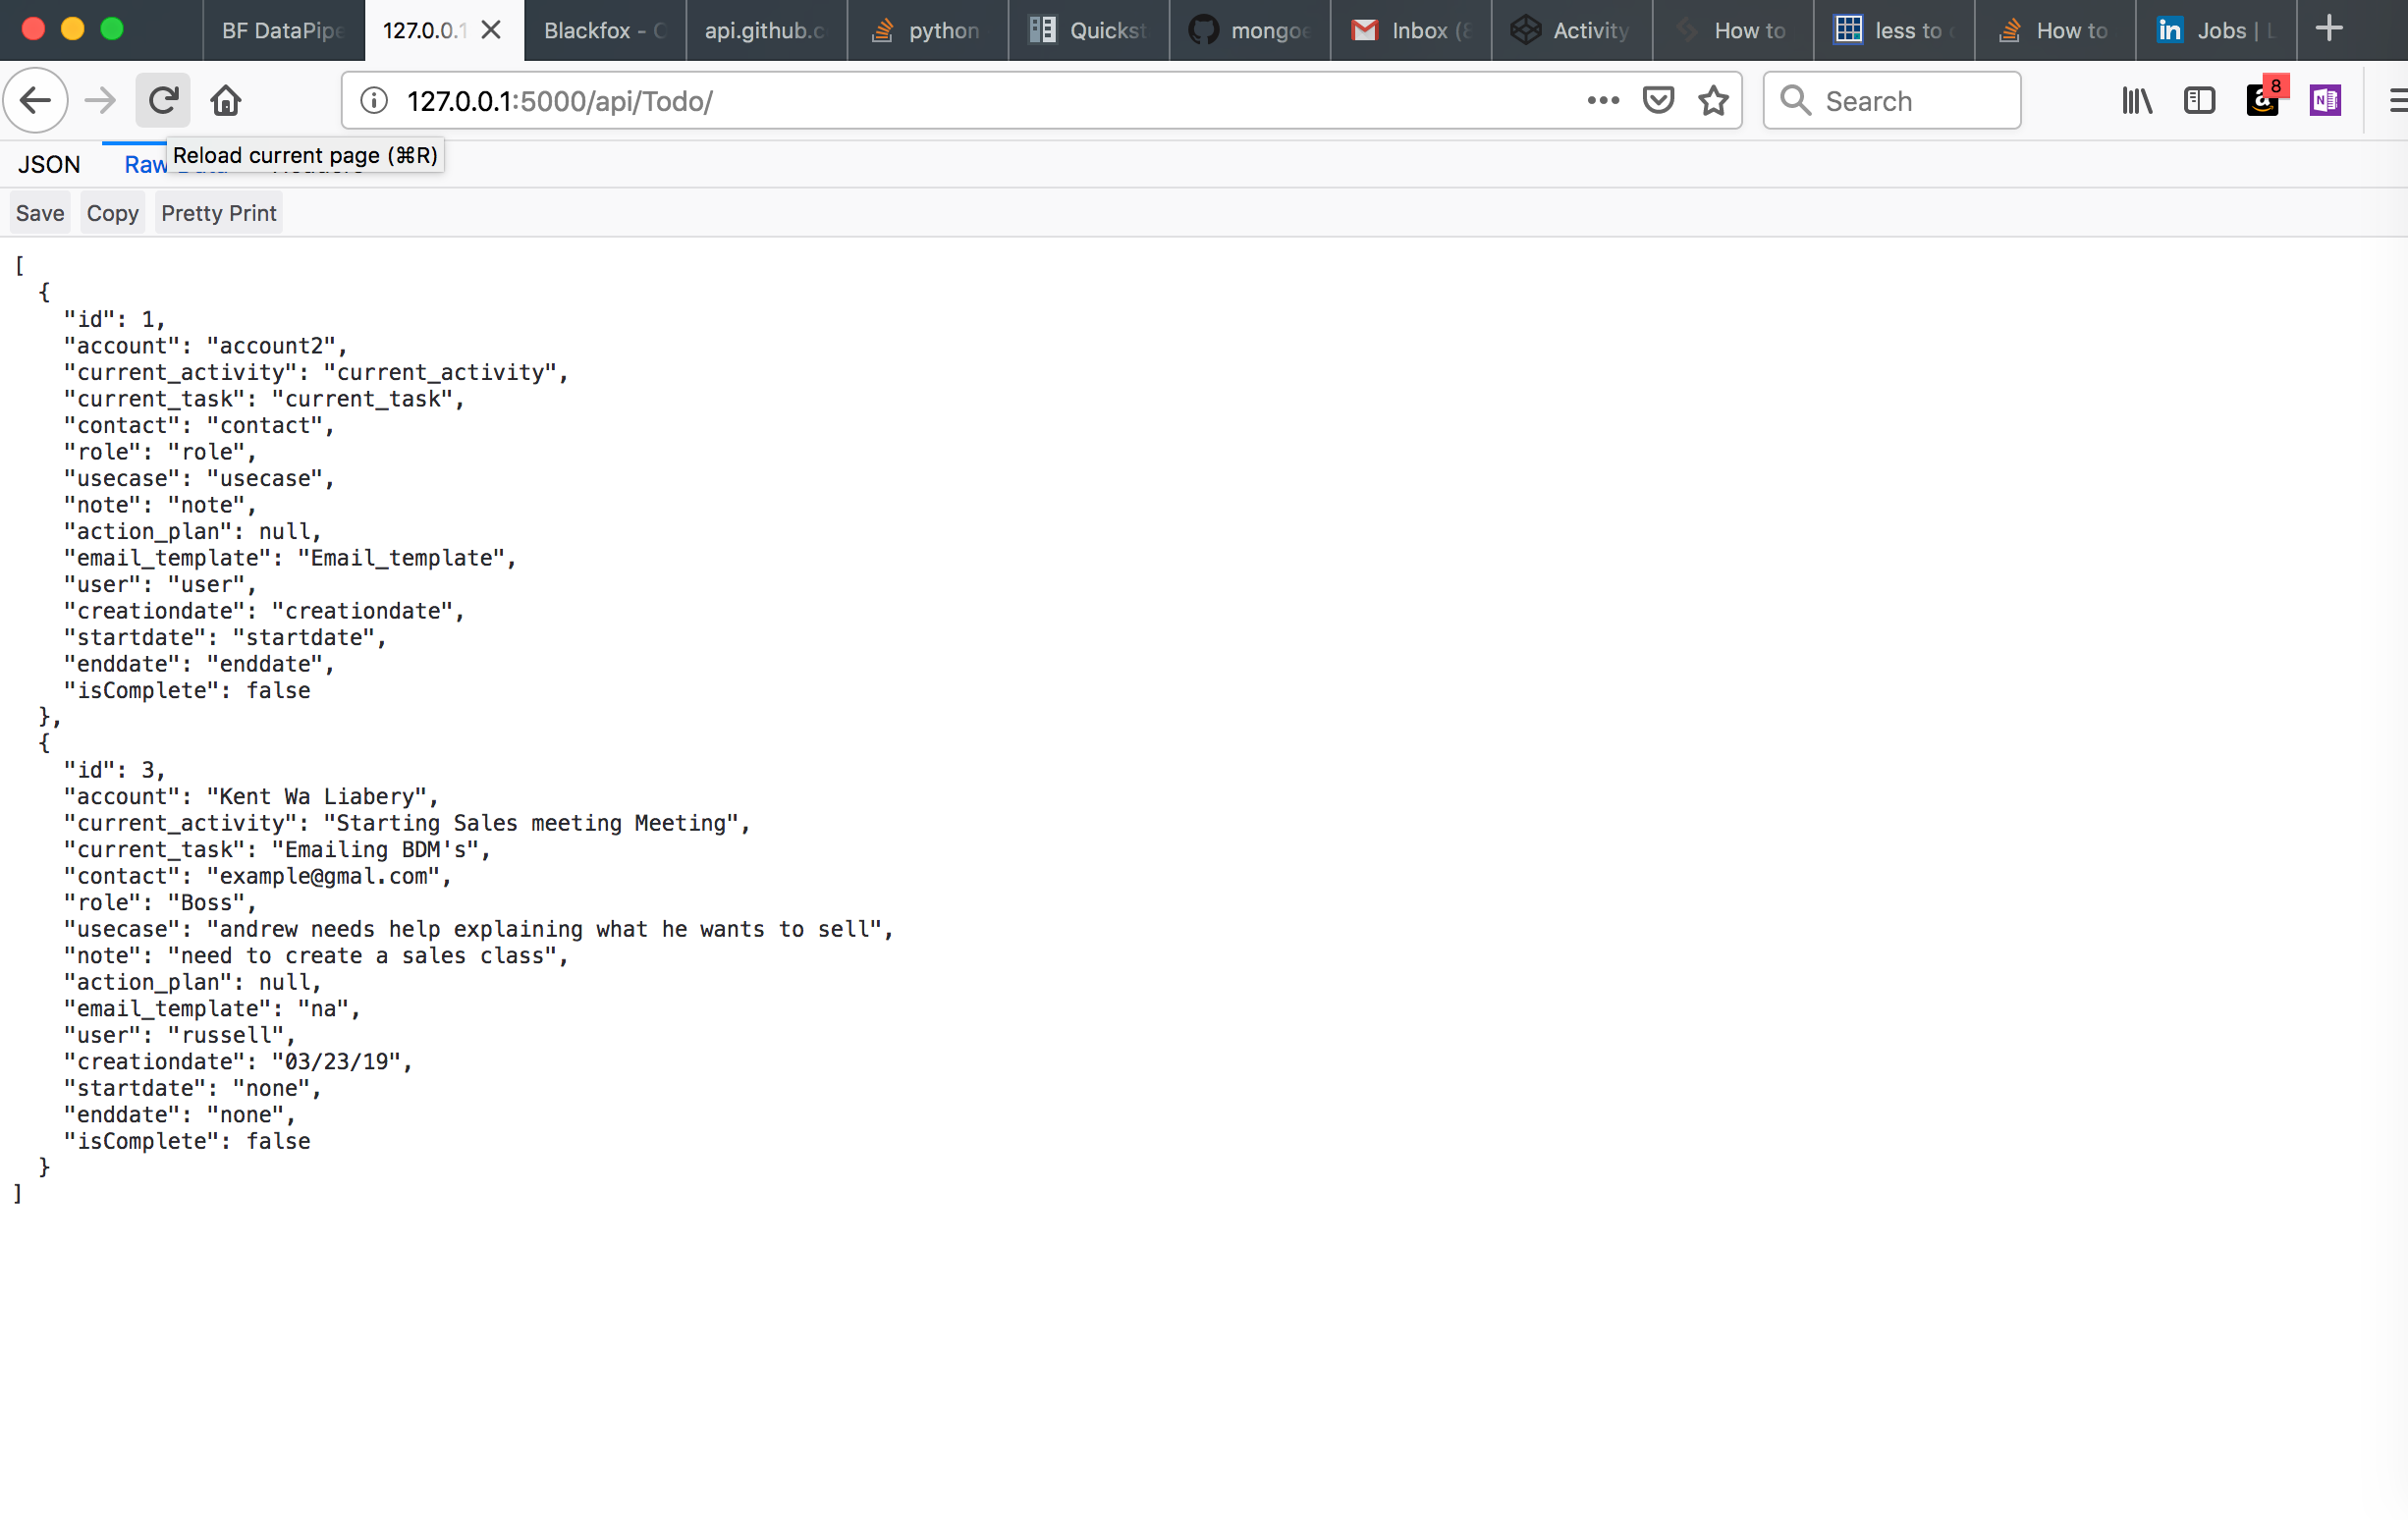 BF DataPipe
127.0.0.1
Blackfox -
api.github.c
python
Quickst
mongoe
Inbox (8
Activity
How to
less to
How to
in Jobs | L
127.0.0.1:5000/api/Todo/
Search
8
JSON
Raw
Reload current page (⌘R)
Save Copy Pretty Print
[
  {
    "id": 1,
    "account": "account2",
    "current_activity": "current_activity",
    "current_task": "current_task",
    "contact": "contact",
    "role": "role",
    "usecase": "usecase",
    "note": "note",
    "action_plan": null,
    "email_template": "Email_template",
    "user": "user",
    "creationdate": "creationdate",
    "startdate": "startdate",
    "enddate": "enddate",
    "isComplete": false
  },
  {
    "id": 3,
    "account": "Kent Wa Liabery",
    "current_activity": "Starting Sales meeting Meeting",
    "current_task": "Emailing BDM's",
    "contact": "example@gmal.com",
    "role": "Boss",
    "usecase": "andrew needs help explaining what he wants to sell",
    "note": "need to create a sales class",
    "action_plan": null,
    "email_template": "na",
    "user": "russell",
    "creationdate": "03/23/19",
    "startdate": "none",
    "enddate": "none",
    "isComplete": false
  }
]